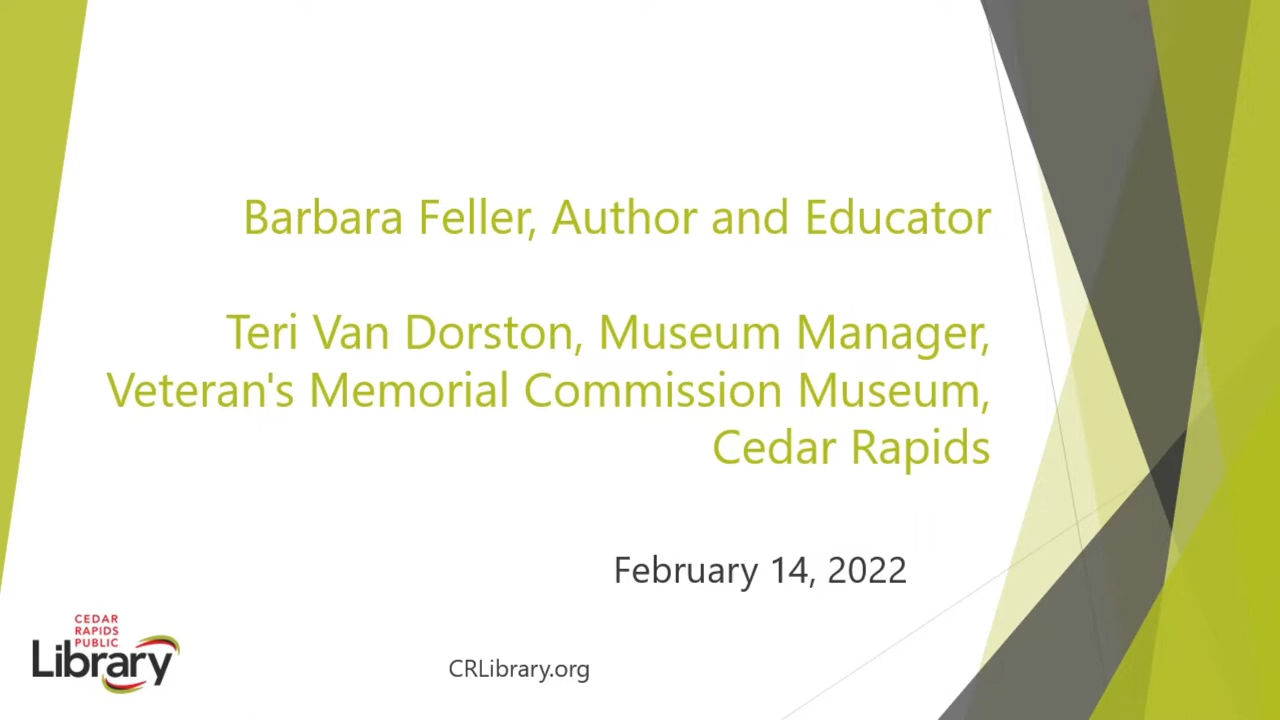 Barbara Feller, Author and Educator
Teri Van Dorston, Museum Manager,
Veteran's Memorial Commission Museum,
Cedar Rapids
February 14, 2022
CEDAR
RAPIDS
PUBLIC
Library
CRLibrary.org